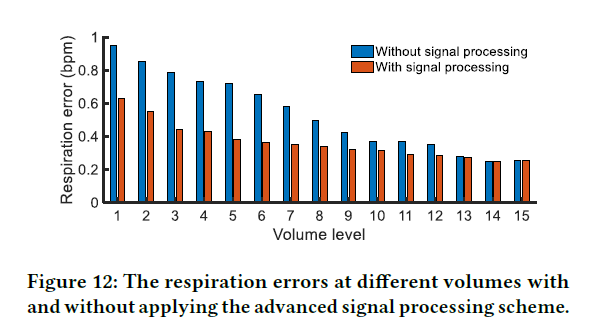 1
0.8
0.6
0.4
0.2
0
Respiration error (bpm)
Without signal processing
With signal processing
1 2 3 4 5 6 7 8 9 10 11 12 13 14 15
Volume level
Figure 12: The respiration errors at different volumes with
and without applying the advanced signal processing scheme.